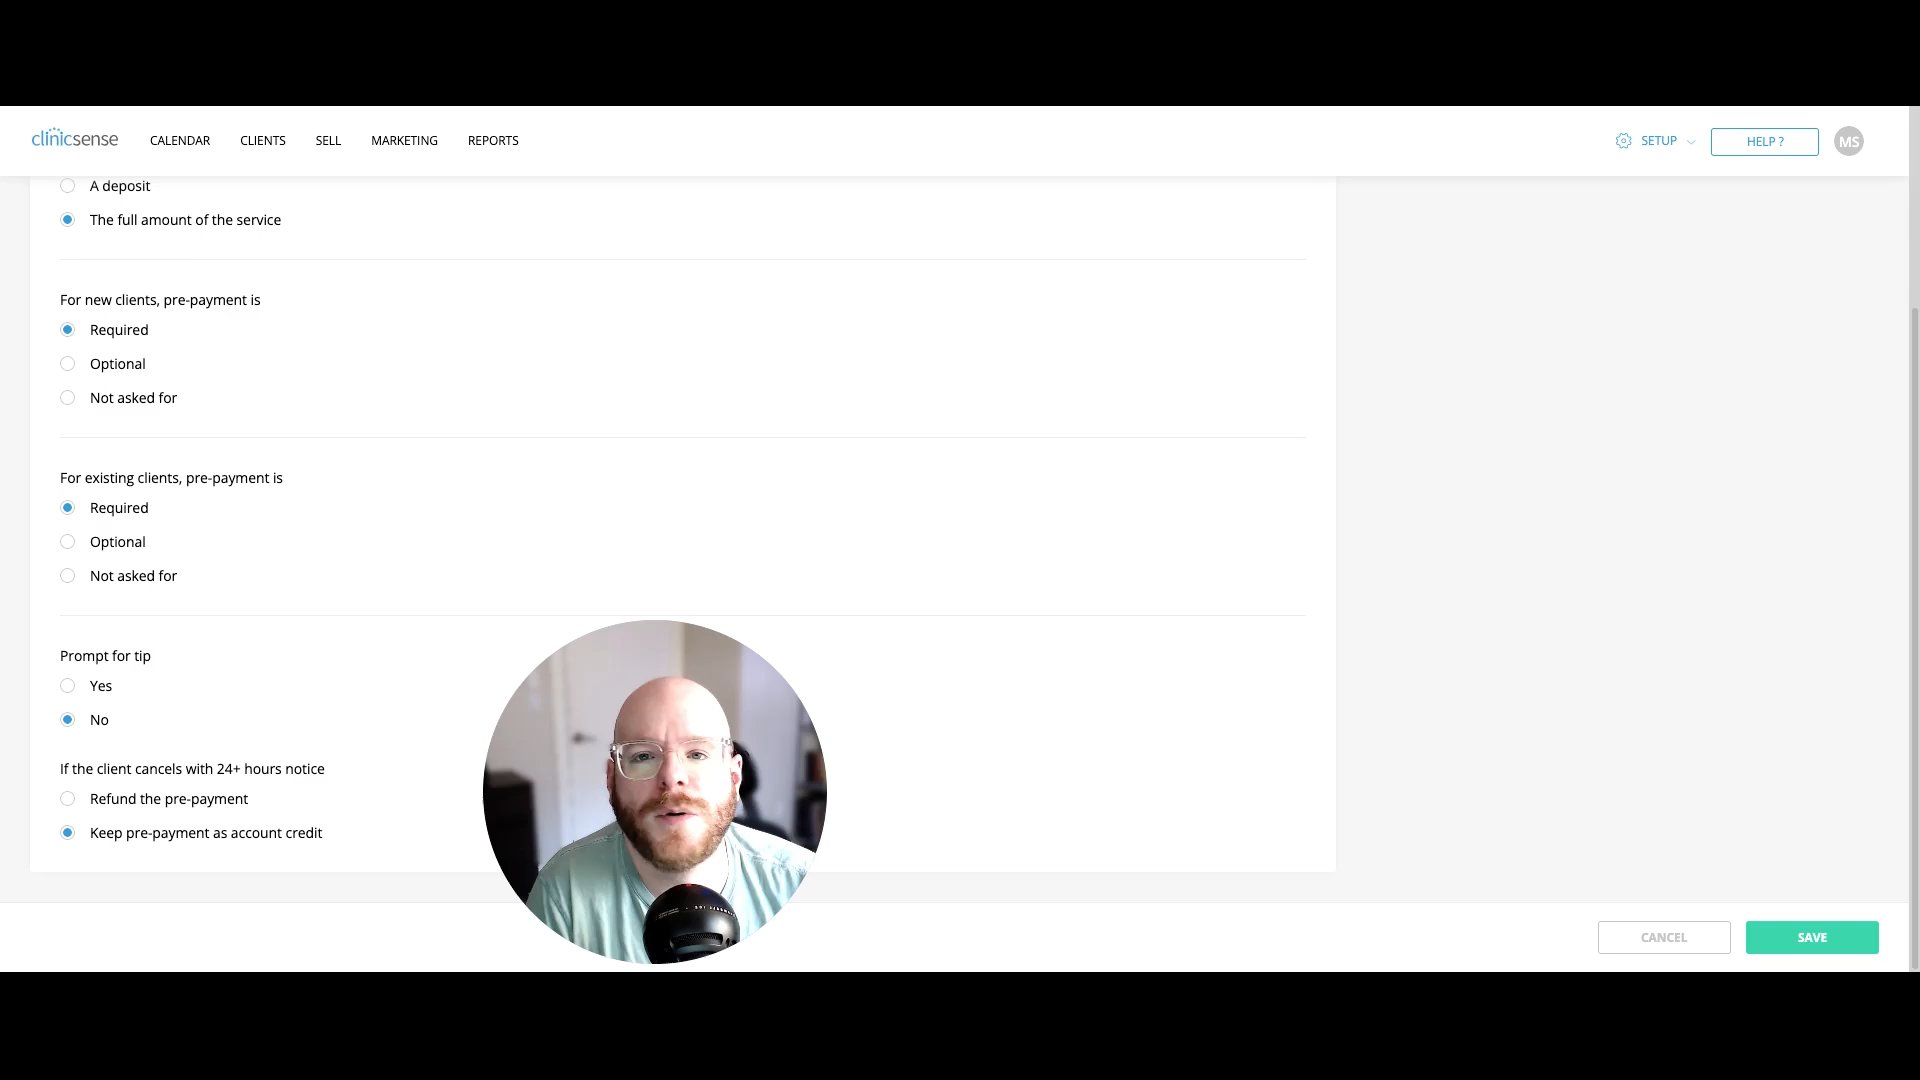 clinicsense CALENDAR CLIENTS SELL MARKETING REPORTS SETUP HELP ? MS
A deposit
The full amount of the service
For new clients, pre-payment is
Required
Optional
Not asked for
For existing clients, pre-payment is
Required
Optional
Not asked for
Prompt for tip
Yes
No
If the client cancels with 24+ hours notice
Refund the pre-payment
Keep pre-payment as account credit
CANCEL SAVE